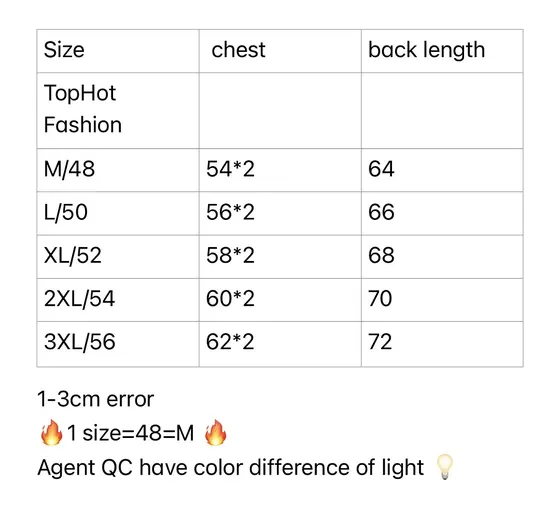 Size chest back length
TopHot
Fashion
M/48 54*2 64
L/50 56*2 66
XL/52 58*2 68
2XL/54 60*2 70
3XL/56 62*2 72
1-3cm error
🔥1 size=48=M 🔥
Agent QC have color difference of light 💡